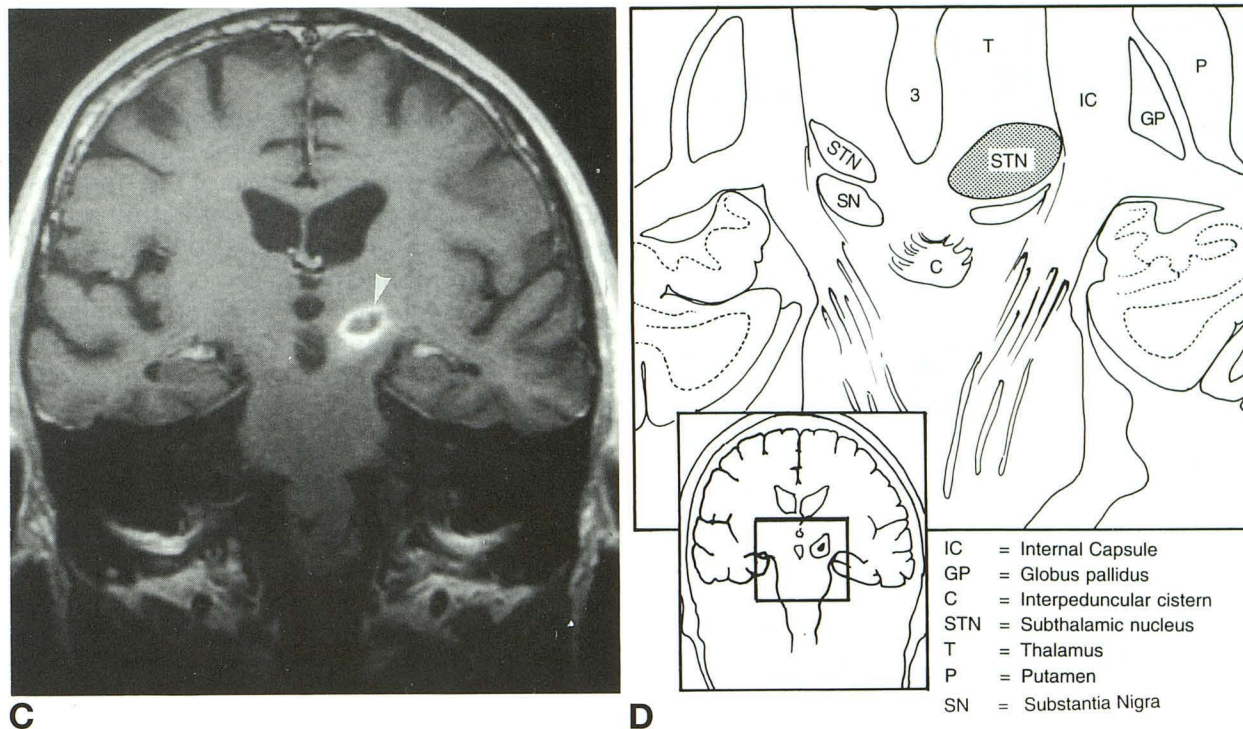 T
P
3
IC
GP
STN
STN
SN
C
IC = Internal Capsule
GP = Globus pallidus
C = Interpeduncular cistern
STN = Subthalamic nucleus
T = Thalamus
P = Putamen
SN = Substantia Nigra
C
D